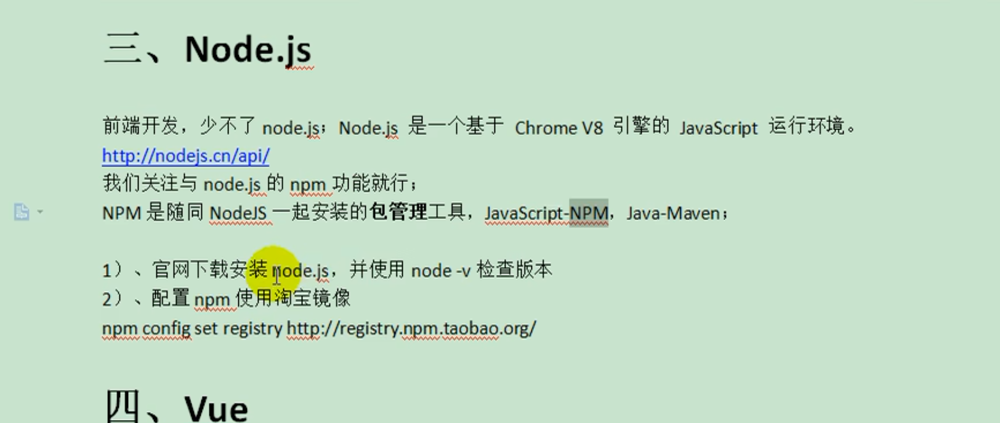 三、Node.js
前端开发，少不了 node.js；Node.js 是一个基于 Chrome V8 引擎的 JavaScript 运行环境。
http://nodejs.cn/api/
我们关注与 node.js 的 npm 功能就行；
NPM 是随同 NodeJS 一起安装的包管理工具，JavaScript-NPM，Java-Maven；
1）、官网下载安装 node.js，并使用 node -v 检查版本
2）、配置 npm 使用淘宝镜像
npm config set registry http://registry.npm.taobao.org/
四、Vue